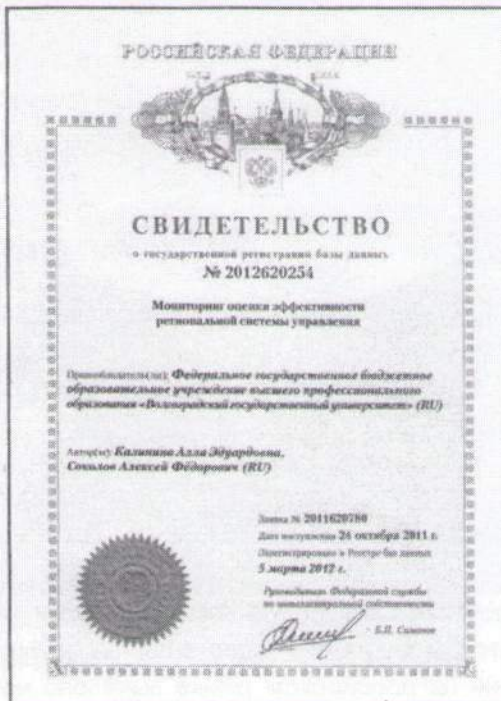 РОССИЙСКАЯ ФЕДЕРАЦИЯ
СВИДЕТЕЛЬСТВО
о государственной регистрации базы данных
№ 2012620254
Мониторинг оценки эффективности
региональной системы управления
Правообладатель(ли): Федеральное государственное бюджетное
образовательное учреждение высшего профессионального
образования «Волгоградский государственный университет» (RU)
Автор(ы): Калинина Алла Эдуардовна,
Соколов Алексей Фёдорович (RU)
Заявка № 2011620780
Дата поступления 26 октября 2011 г.
Зарегистрировано в Реестре баз данных
5 марта 2012 г.
Руководитель Федеральной службы
по интеллектуальной собственности
Б.П. Симонов